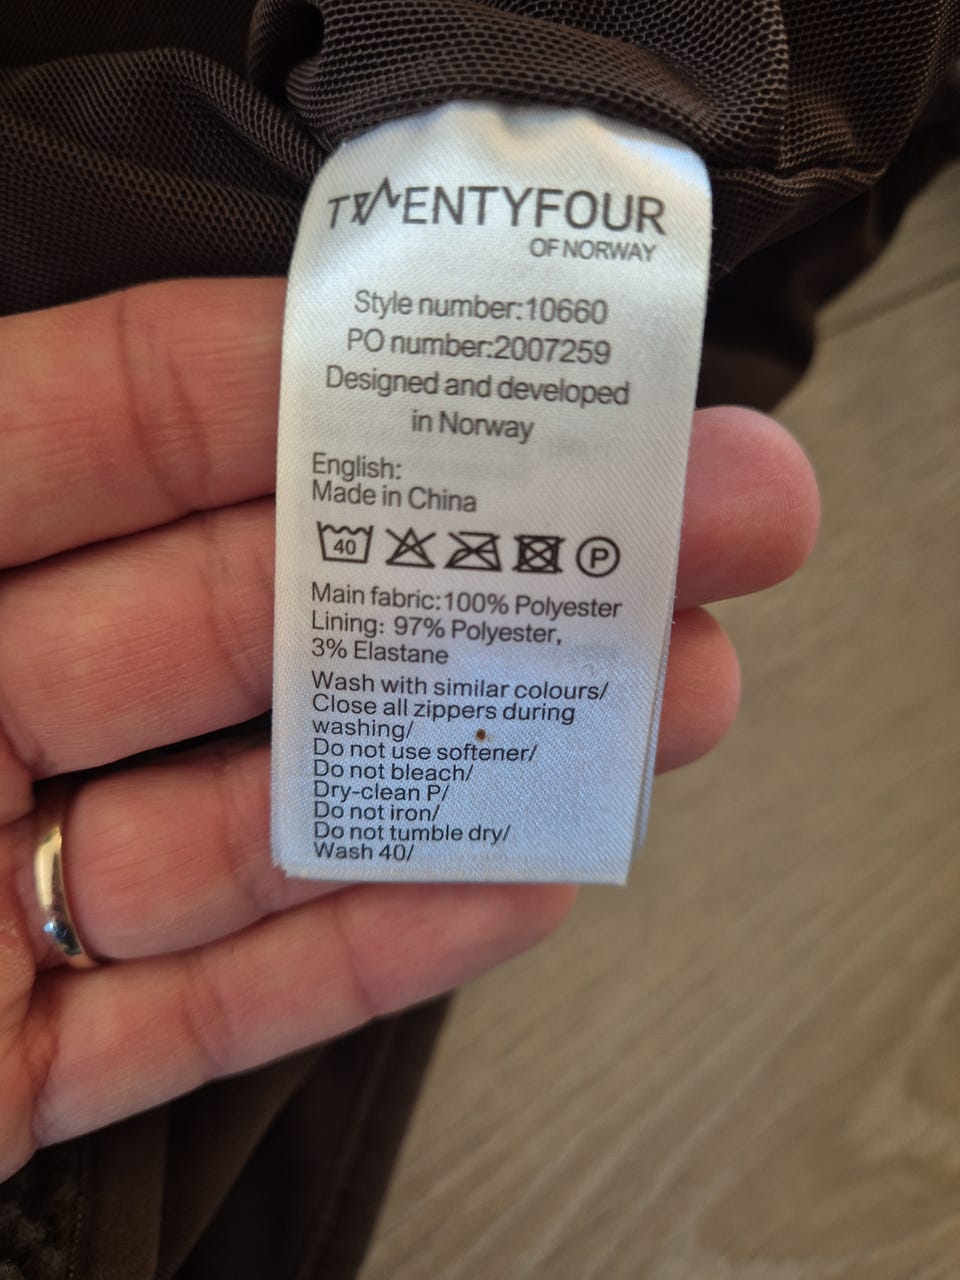 TWENTYFOUR
OF NORWAY
Style number:10660
PO number:2007259
Designed and developed
in Norway
English:
Made in China
40 P
Main fabric:100% Polyester
Lining: 97% Polyester,
3% Elastane
Wash with similar colours/
Close all zippers during
washing/
Do not use softener/
Do not bleach/
Dry-clean P/
Do not iron/
Do not tumble dry/
Wash 40/